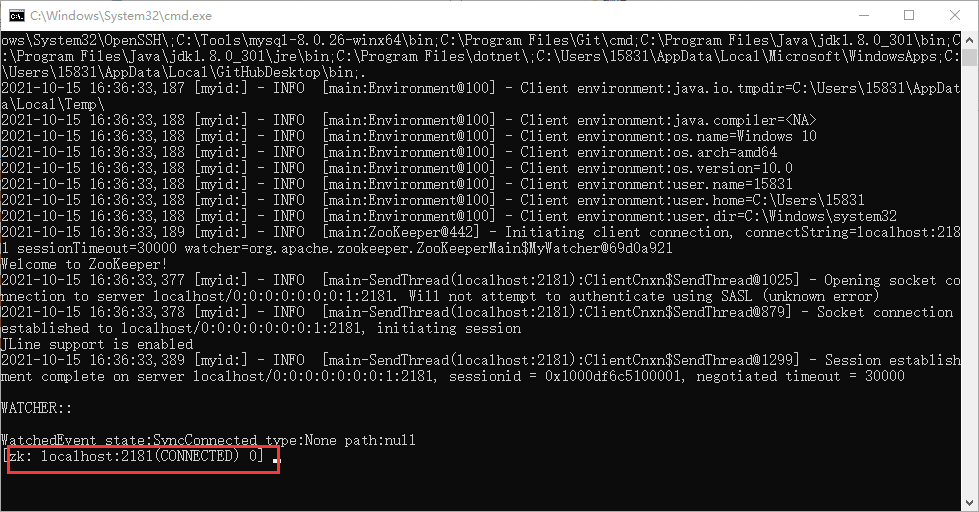 C:\Windows\System32\cmd.exe
ows\System32\OpenSSH\;C:\Tools\mysql-8.0.26-winx64\bin;C:\Program Files\Git\cmd;C:\Program Files\Java\jdk1.8.0_301\bin;C
:\Program Files\Java\jdk1.8.0_301\jre\bin;C:\Program Files\dotnet\;C:\Users\15831\AppData\Local\Microsoft\WindowsApps;C:
\Users\15831\AppData\Local\GitHubDesktop\bin;.
2021-10-15 16:36:33,187 [myid:] - INFO  [main:Environment@100] - Client environment:java.io.tmpdir=C:\Users\15831\AppDat
a\Local\Temp\
2021-10-15 16:36:33,188 [myid:] - INFO  [main:Environment@100] - Client environment:java.compiler=<NA>
2021-10-15 16:36:33,188 [myid:] - INFO  [main:Environment@100] - Client environment:os.name=Windows 10
2021-10-15 16:36:33,188 [myid:] - INFO  [main:Environment@100] - Client environment:os.arch=amd64
2021-10-15 16:36:33,188 [myid:] - INFO  [main:Environment@100] - Client environment:os.version=10.0
2021-10-15 16:36:33,188 [myid:] - INFO  [main:Environment@100] - Client environment:user.name=15831
2021-10-15 16:36:33,188 [myid:] - INFO  [main:Environment@100] - Client environment:user.home=C:\Users\15831
2021-10-15 16:36:33,188 [myid:] - INFO  [main:Environment@100] - Client environment:user.dir=C:\Windows\system32
2021-10-15 16:36:33,189 [myid:] - INFO  [main:ZooKeeper@442] - Initiating client connection, connectString=localhost:218
1 sessionTimeout=30000 watcher=org.apache.zookeeper.ZooKeeperMain$MyWatcher@69d0a921
Welcome to ZooKeeper!
2021-10-15 16:36:33,377 [myid:] - INFO  [main-SendThread(localhost:2181):ClientCnxn$SendThread@1025] - Opening socket co
nnection to server localhost/0:0:0:0:0:0:0:1:2181. Will not attempt to authenticate using SASL (unknown error)
2021-10-15 16:36:33,378 [myid:] - INFO  [main-SendThread(localhost:2181):ClientCnxn$SendThread@879] - Socket connection
established to localhost/0:0:0:0:0:0:0:1:2181, initiating session
JLine support is enabled
2021-10-15 16:36:33,389 [myid:] - INFO  [main-SendThread(localhost:2181):ClientCnxn$SendThread@1299] - Session establish
ment complete on server localhost/0:0:0:0:0:0:0:1:2181, sessionid = 0x1000df6c5100001, negotiated timeout = 30000
WATCHER::
WatchedEvent state:SyncConnected type:None path:null
[zk: localhost:2181(CONNECTED) 0]